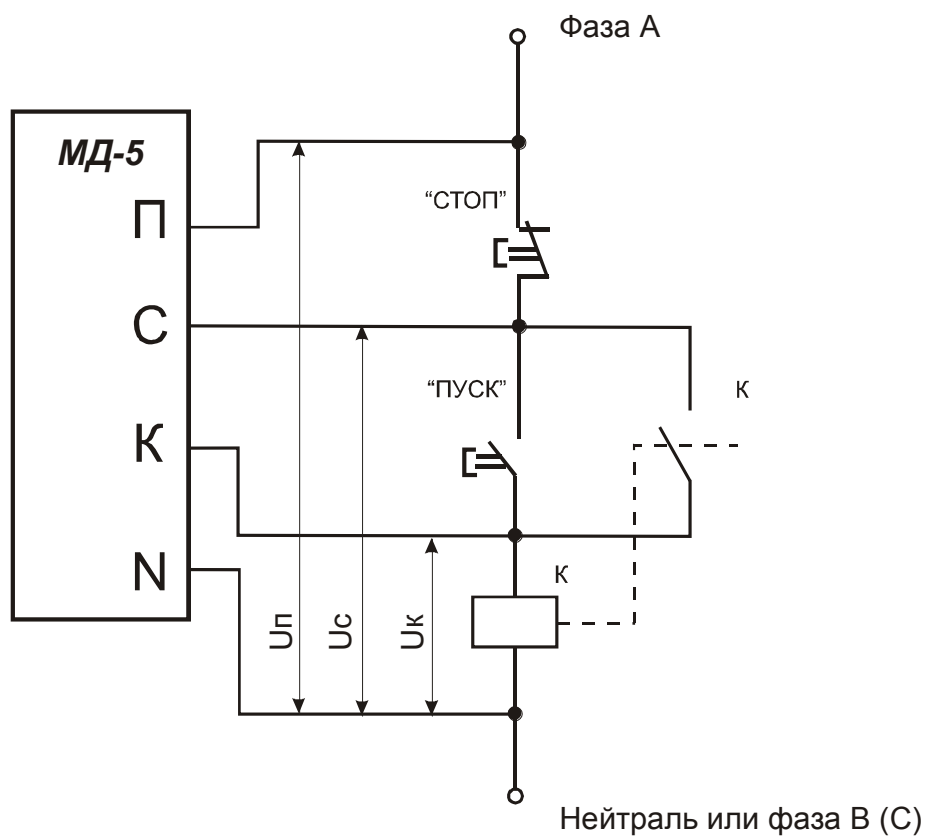 Фаза А
МД-5
П
"СТОП"
С
"ПУСК"
К
К
N
К
Uп
Uс
Uк
Нейтраль или фаза В (С)